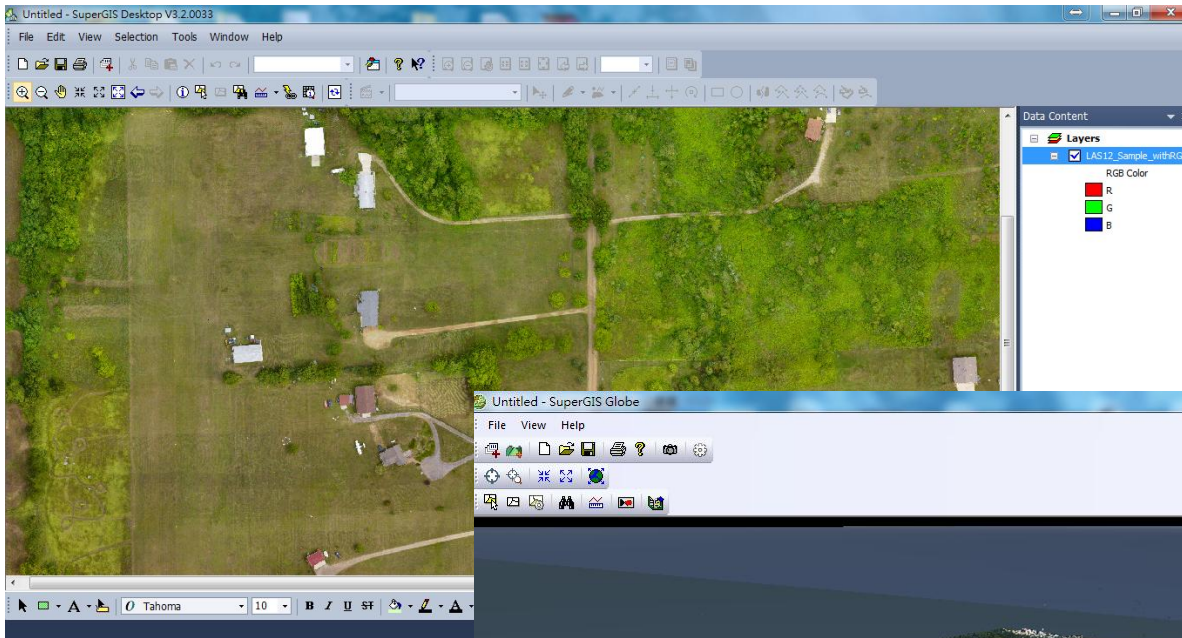 Untitled - SuperGIS Desktop V3.2.0033
File Edit View Selection Tools Window Help
Data Content
Layers
LAS12_Sample_withRG
RGB Color
R
G
B
Untitled - SuperGIS Globe
File View Help
A O Tahoma 10 B I U ST A